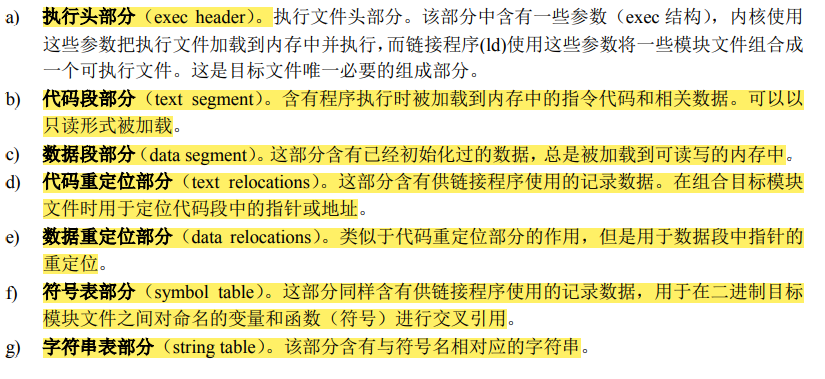 a) 执行头部分（exec header）。执行文件头部分。该部分中含有一些参数（exec 结构），内核使用
这些参数把执行文件加载到内存中并执行，而链接程序(ld)使用这些参数将一些模块文件组合成
一个可执行文件。这是目标文件唯一必要的组成部分。
b) 代码段部分（text segment）。含有程序执行时被加载到内存中的指令代码和相关数据。可以以
只读形式被加载。
c) 数据段部分（data segment）。这部分含有已经初始化过的数据，总是被加载到可读写的内存中。
d) 代码重定位部分（text relocations）。这部分含有供链接程序使用的记录数据。在组合目标模块
文件时用于定位代码段中的指针或地址。
e) 数据重定位部分（data relocations）。类似于代码重定位部分的作用，但是用于数据段中指针的
重定位。
f) 符号表部分（symbol table）。这部分同样含有供链接程序使用的记录数据，用于在二进制目标
模块文件之间对命名的变量和函数（符号）进行交叉引用。
g) 字符串表部分（string table）。该部分含有与符号名相对应的字符串。